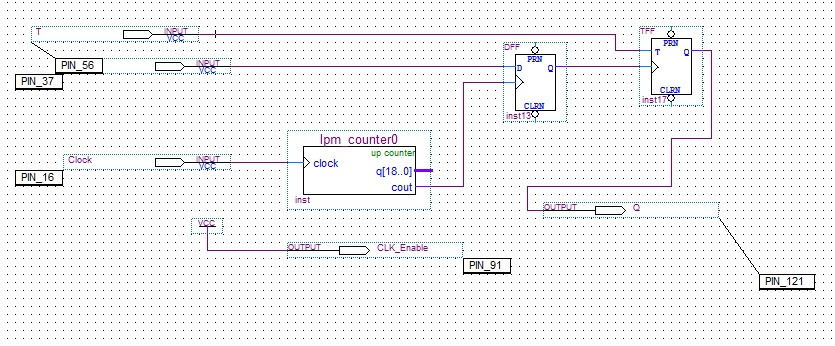 T
INPUT
VCC
PIN_56
INPUT
VCC
PIN_37
DFF
PRN
D
Q
CLRN
inst13
TFF
PRN
T
Q
CLRN
inst17
lpm_counter0
up counter
clock
q[18..0]
cout
inst
Clock
INPUT
VCC
PIN_16
VCC
OUTPUT
CLK_Enable
PIN_91
OUTPUT
Q
PIN_121